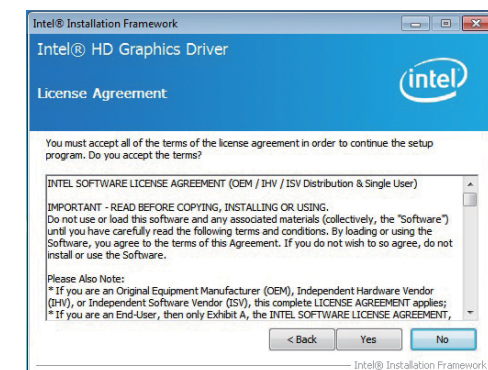 Intel® Installation Framework
Intel® HD Graphics Driver
License Agreement
intel
You must accept all of the terms of the license agreement in order to continue the setup
program. Do you accept the terms?
INTEL SOFTWARE LICENSE AGREEMENT (OEM / IHV / ISV Distribution & Single User)
IMPORTANT - READ BEFORE COPYING, INSTALLING OR USING.
Do not use or load this software and any associated materials (collectively, the "Software")
until you have carefully read the following terms and conditions. By loading or using the
Software, you agree to the terms of this Agreement. If you do not wish to so agree, do not
install or use the Software.
Please Also Note:
* If you are an Original Equipment Manufacturer (OEM), Independent Hardware Vendor
(IHV), or Independent Software Vendor (ISV), this complete LICENSE AGREEMENT applies;
* If you are an End-User, then only Exhibit A, the INTEL SOFTWARE LICENSE AGREEMENT,
< Back Yes No
Intel® Installation Framework